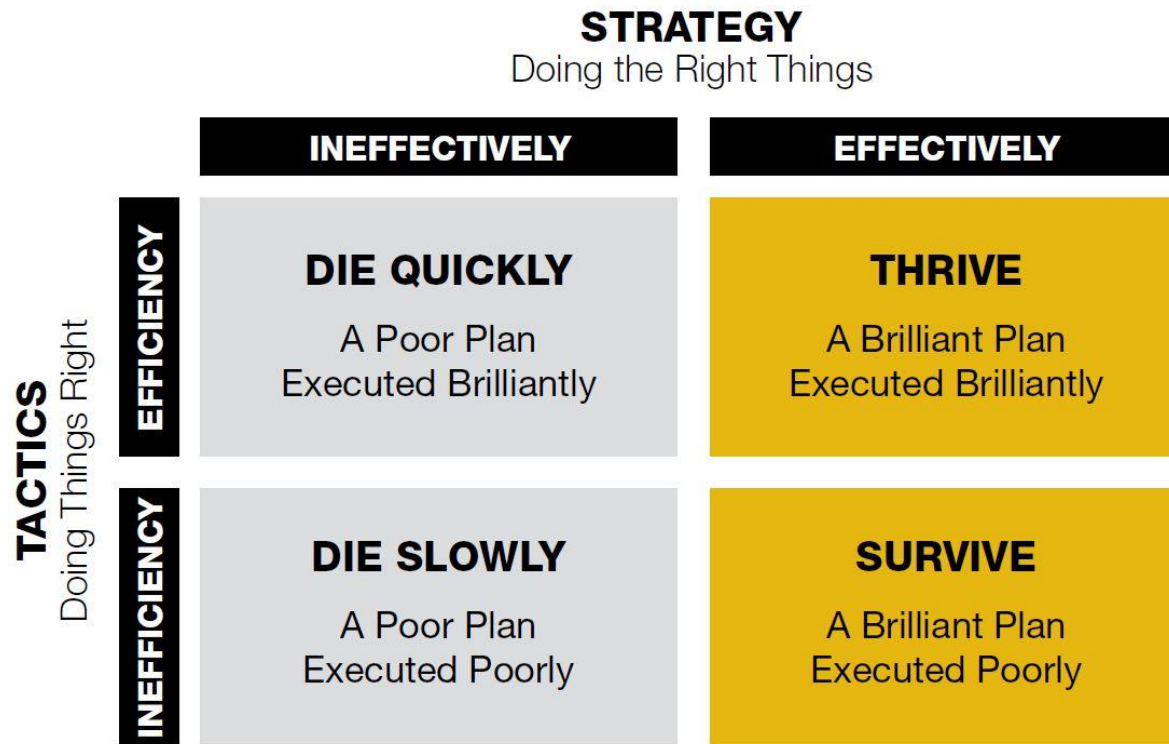 STRATEGY
Doing the Right Things
INEFFECTIVELY
EFFECTIVELY
TACTICS
Doing Things Right
EFFICIENCY
DIE QUICKLY
A Poor Plan
Executed Brilliantly
THRIVE
A Brilliant Plan
Executed Brilliantly
INEFFICIENCY
DIE SLOWLY
A Poor Plan
Executed Poorly
SURVIVE
A Brilliant Plan
Executed Poorly